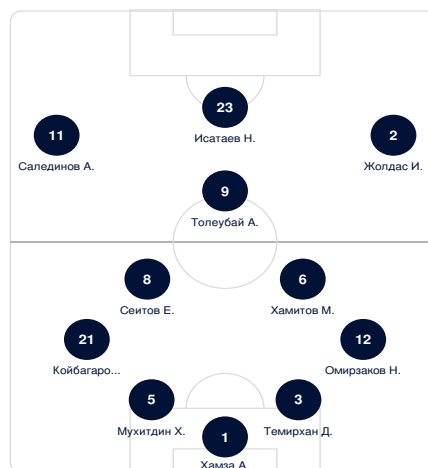 23
Исатаев Н.
11
Саледінов А.
2
Жолдас И.
9
Толеубай А.
8
Сеитов Е.
6
Хамитов М.
21
Койбагаро...
12
Омирзаков Н.
5
Мухитдин Х.
3
Темирхан Д.
1
Хамза А.